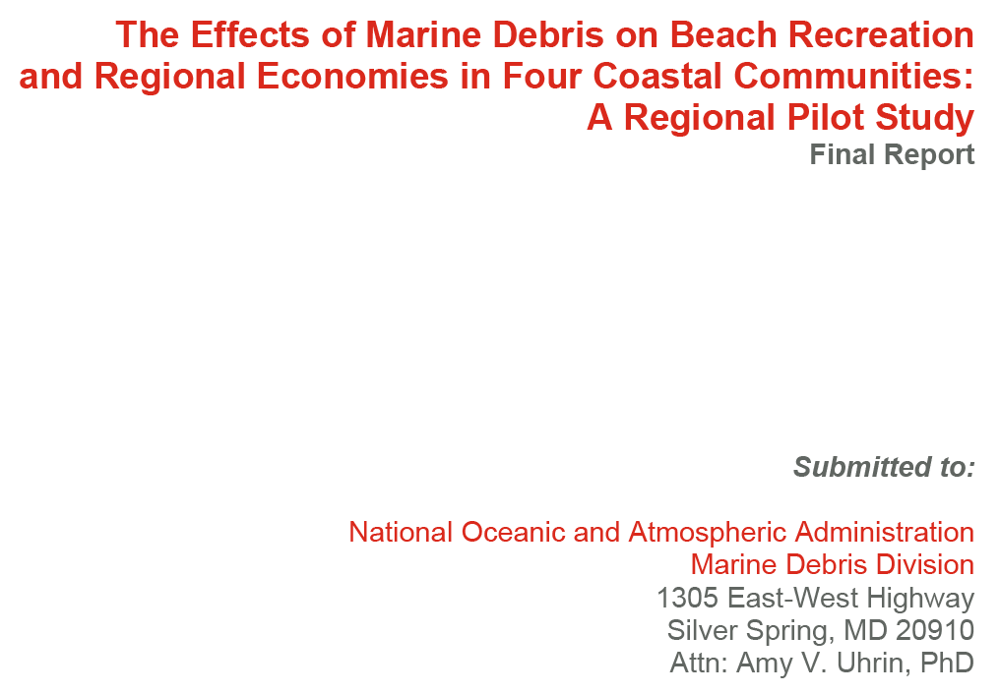 The Effects of Marine Debris on Beach Recreation
and Regional Economies in Four Coastal Communities:
A Regional Pilot Study
Final Report
Submitted to:
National Oceanic and Atmospheric Administration
Marine Debris Division
1305 East-West Highway
Silver Spring, MD 20910
Attn: Amy V. Uhrin, PhD